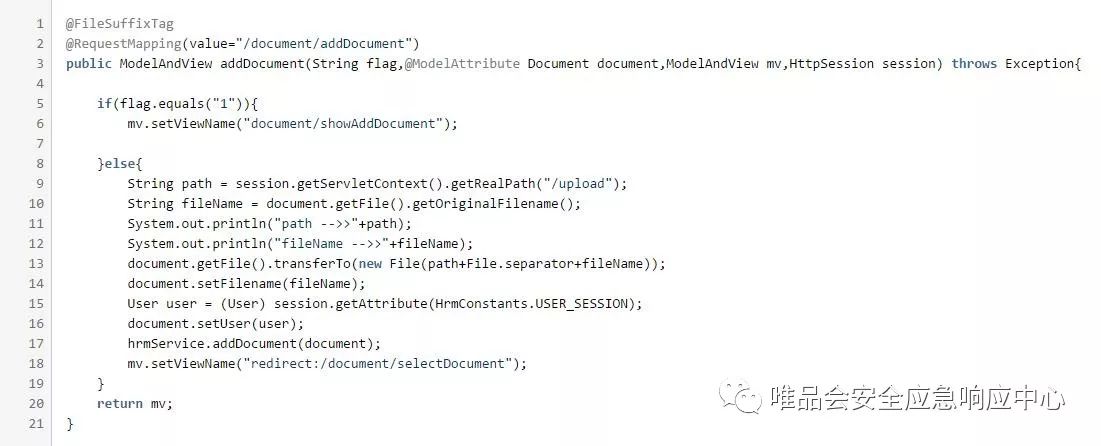 1 @FileSuffixTag
2 @RequestMapping(value="/document/addDocument")
3 public ModelAndView addDocument(String flag,@ModelAttribute Document document,ModelAndView mv,HttpSession session) throws Exception{
4
5     if(flag.equals("1")){
6         mv.setViewName("document/showAddDocument");
7
8     }else{
9         String path = session.getServletContext().getRealPath("/upload");
10         String fileName = document.getFile().getOriginalFilename();
11         System.out.println("path -->>"+path);
12         System.out.println("fileName -->>"+fileName);
13         document.getFile().transferTo(new File(path+File.separator+fileName));
14         document.setFilename(fileName);
15         User user = (User) session.getAttribute(HrmConstants.USER_SESSION);
16         document.setUser(user);
17         hrmService.addDocument(document);
18         mv.setViewName("redirect:/document/selectDocument");
19     }
20     return mv;
21 }
唯品会安全应急响应中心